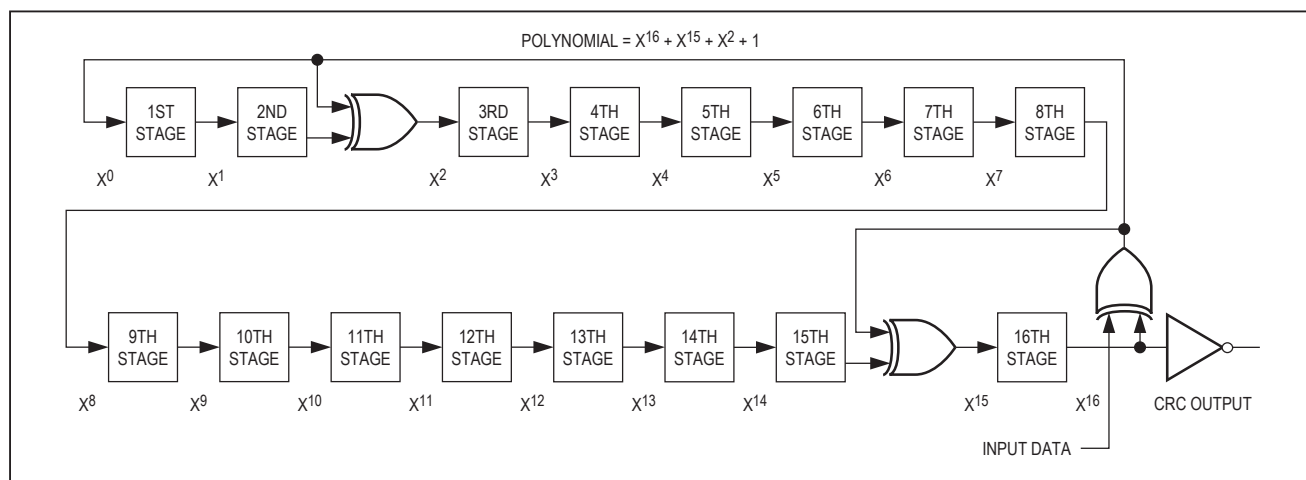 POLYNOMIAL = X16 + X15 + X2 + 1
1ST STAGE
2ND STAGE
3RD STAGE
4TH STAGE
5TH STAGE
6TH STAGE
7TH STAGE
8TH STAGE
X0
X1
X2
X3
X4
X5
X6
X7
9TH STAGE
10TH STAGE
11TH STAGE
12TH STAGE
13TH STAGE
14TH STAGE
15TH STAGE
16TH STAGE
X8
X9
X10
X11
X12
X13
X14
X15
X16
CRC OUTPUT
INPUT DATA